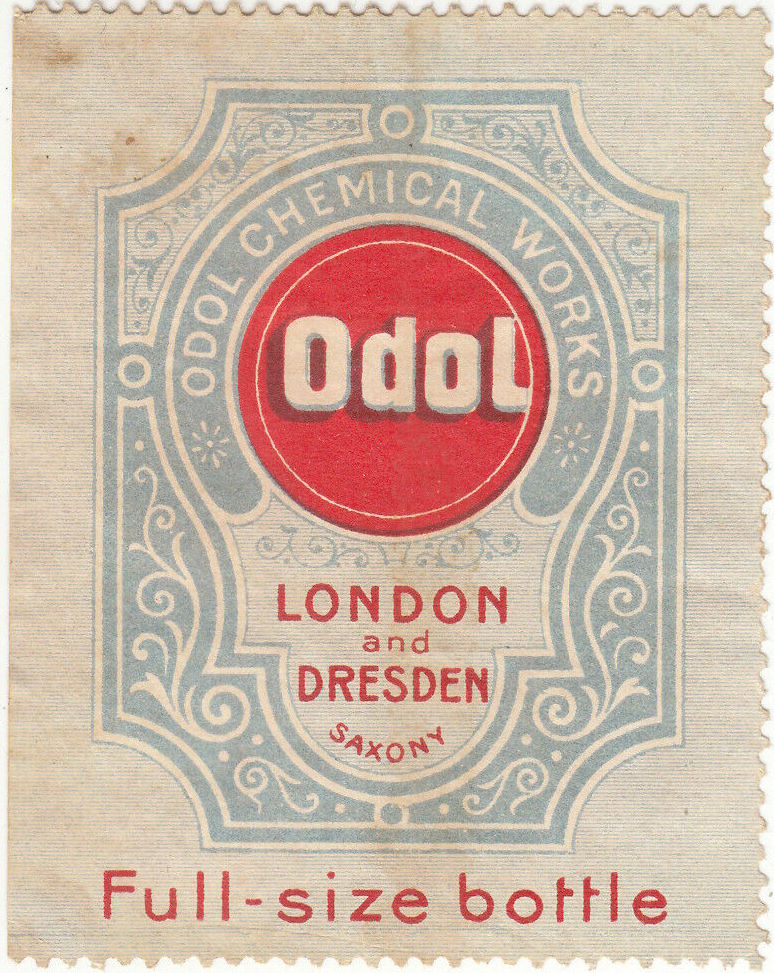 ODOL CHEMICAL WORKS
Odol
LONDON
and
DRESDEN
SAXONY
Full-size bottle